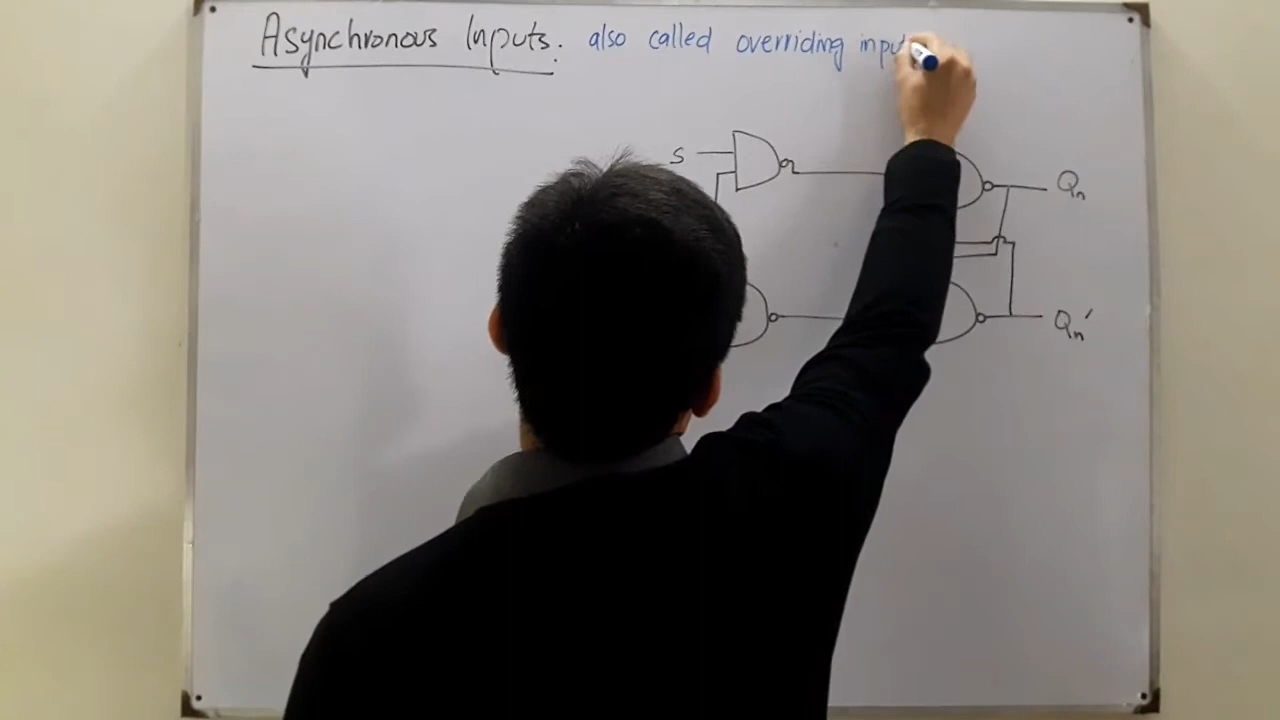 Asynchronous Inputs. also called overriding inpu
S
Qn
Qn'